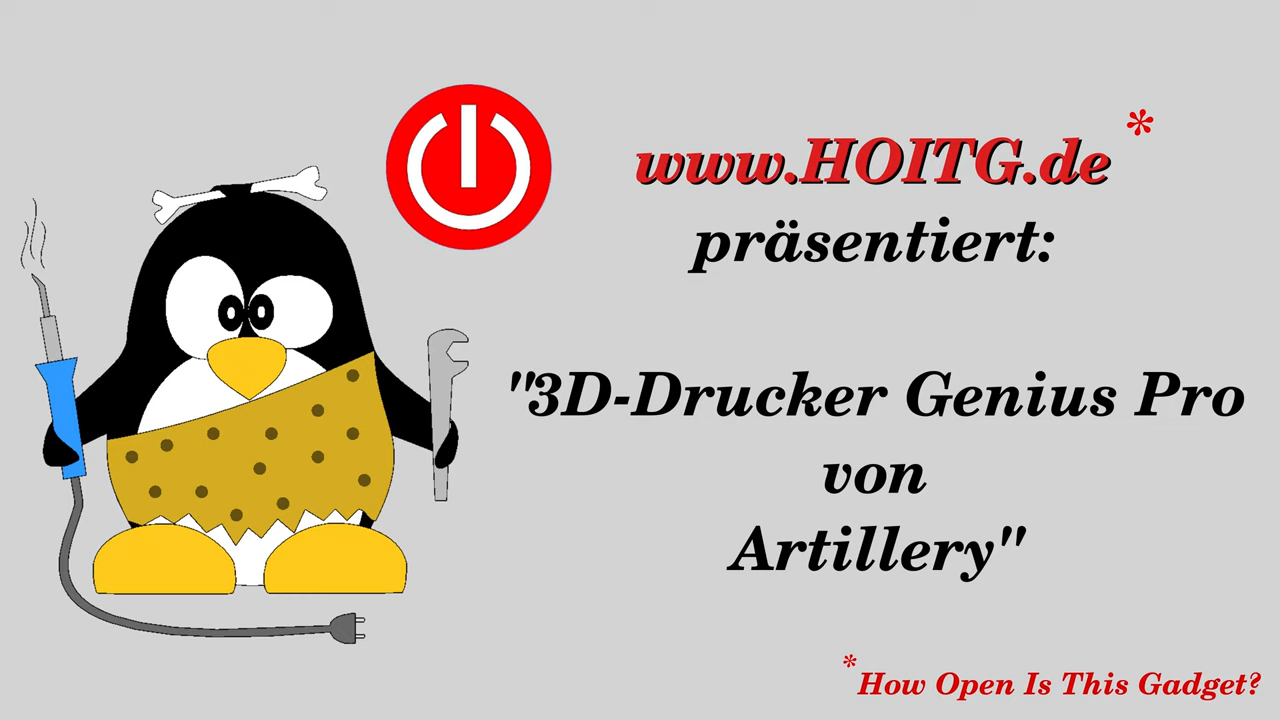 www.HOITG.de *
präsentiert:
"3D-Drucker Genius Pro
von
Artillery"
*How Open Is This Gadget?